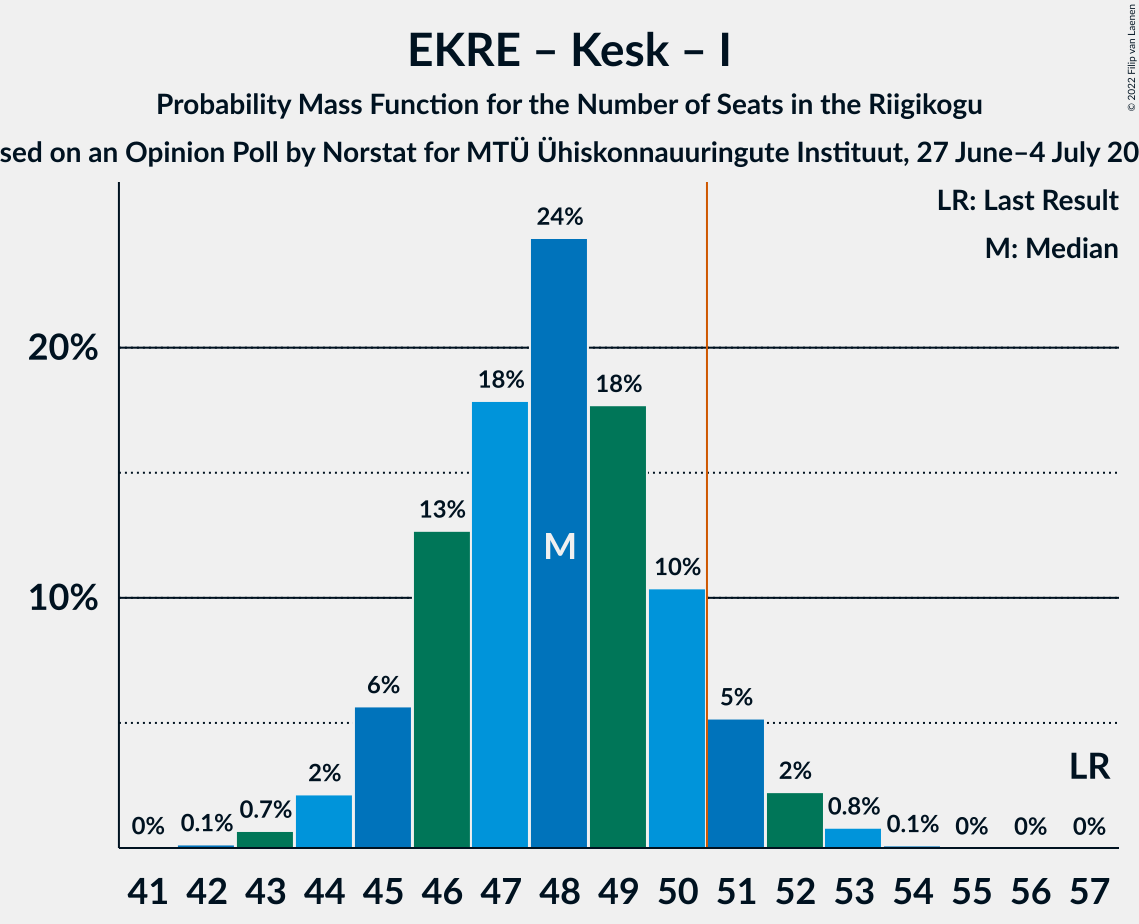 EKRE – Kesk – I
Probability Mass Function for the Number of Seats in the Riigikogu
sed on an Opinion Poll by Norstat for MTÜ Ühiskonnauuringute Instituut, 27 June–4 July 20
© 2022 Filip van Laenen
LR: Last Result
M: Median
24%
20%
18%
18%
13%
M
10%
10%
6%
5%
2%
2%
LR
0%
0.1%
0.7%
0.8%
0.1%
0%
0%
0%
41 42 43 44 45 46 47 48 49 50 51 52 53 54 55 56 57